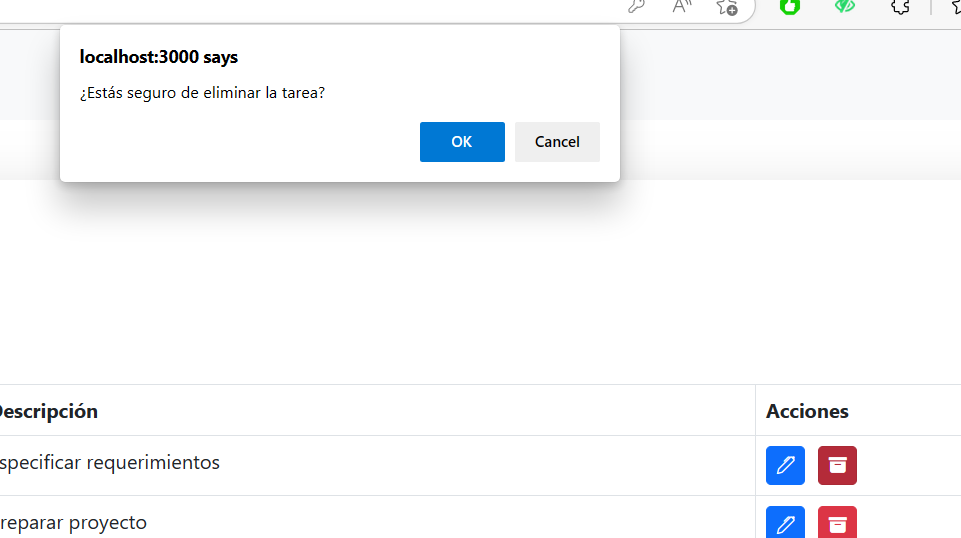 localhost:3000 says
¿Estás seguro de eliminar la tarea?
OK Cancel
Descripción Acciones
specificar requerimientos
reparar proyecto